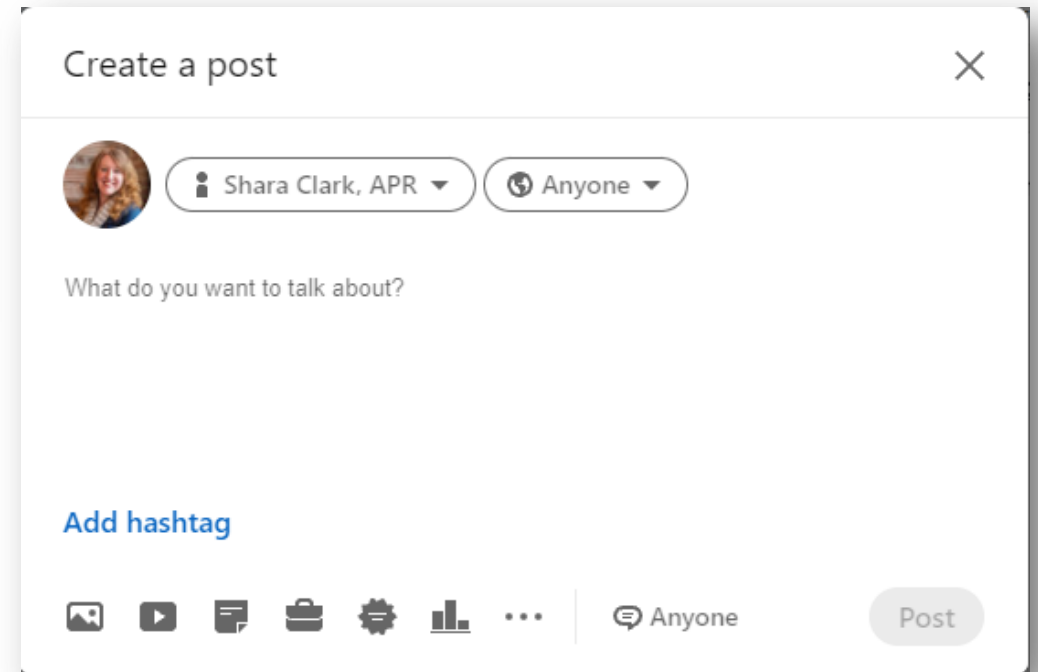 Create a post
Shara Clark, APR Anyone
What do you want to talk about?
Add hashtag
Anyone Post